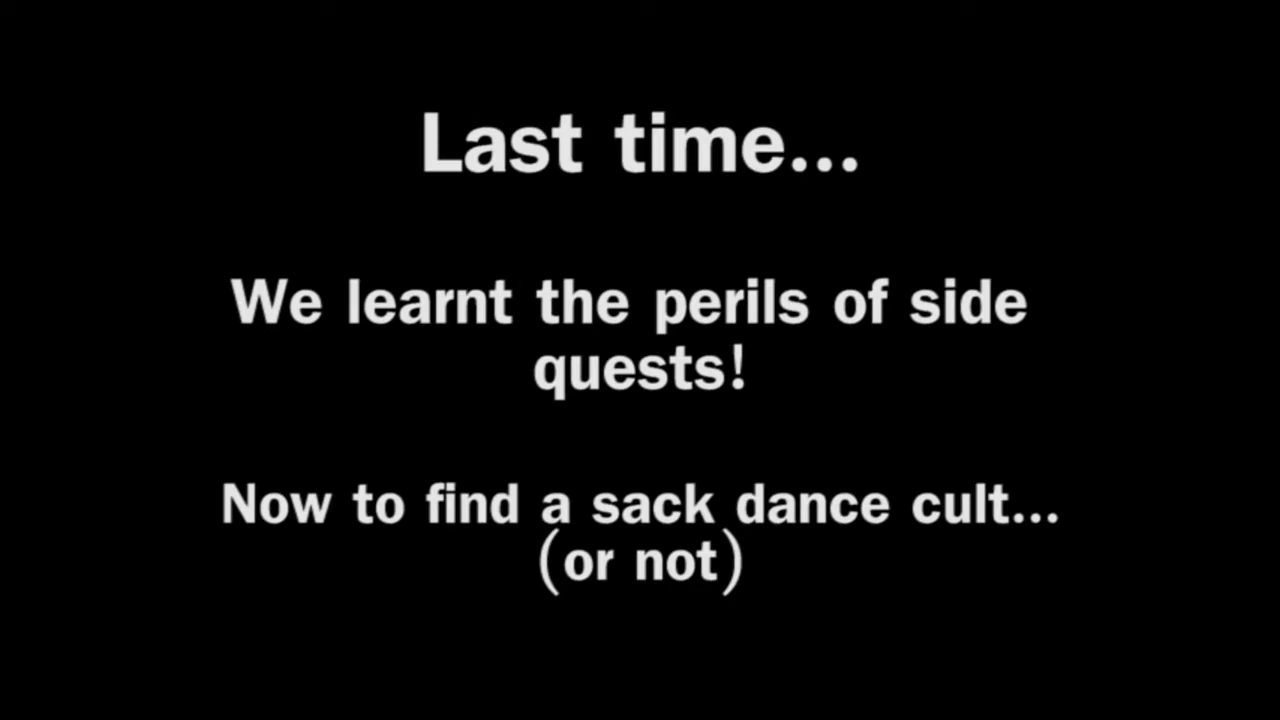 Last time...
We learnt the perils of side
quests!
Now to find a sack dance cult...
(or not)